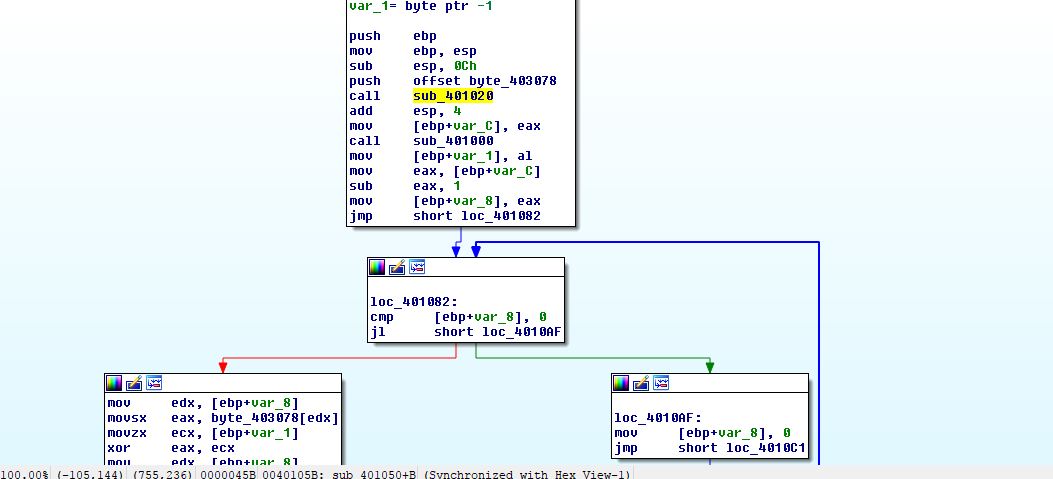 var_1= byte ptr -1
push    ebp
mov     ebp, esp
sub     esp, 0Ch
push    offset byte_403078
call    sub_401020
add     esp, 4
mov     [ebp+var_C], eax
call    sub_401000
mov     [ebp+var_1], al
mov     eax, [ebp+var_C]
sub     eax, 1
mov     [ebp+var_8], eax
jmp     short loc_401082
loc_401082:
cmp     [ebp+var_8], 0
jl      short loc_4010AF
mov     edx, [ebp+var_8]
movsx   eax, byte_403078[edx]
movzx   ecx, [ebp+var_1]
xor     eax, ecx
mov     edx, [ebp+var_8]
loc_4010AF:
mov     [ebp+var_8], 0
jmp     short loc_4010C1
100.00% (-105,144) (755,236) 0000045B 0040105B: sub_401050+B (Synchronized with Hex View-1)